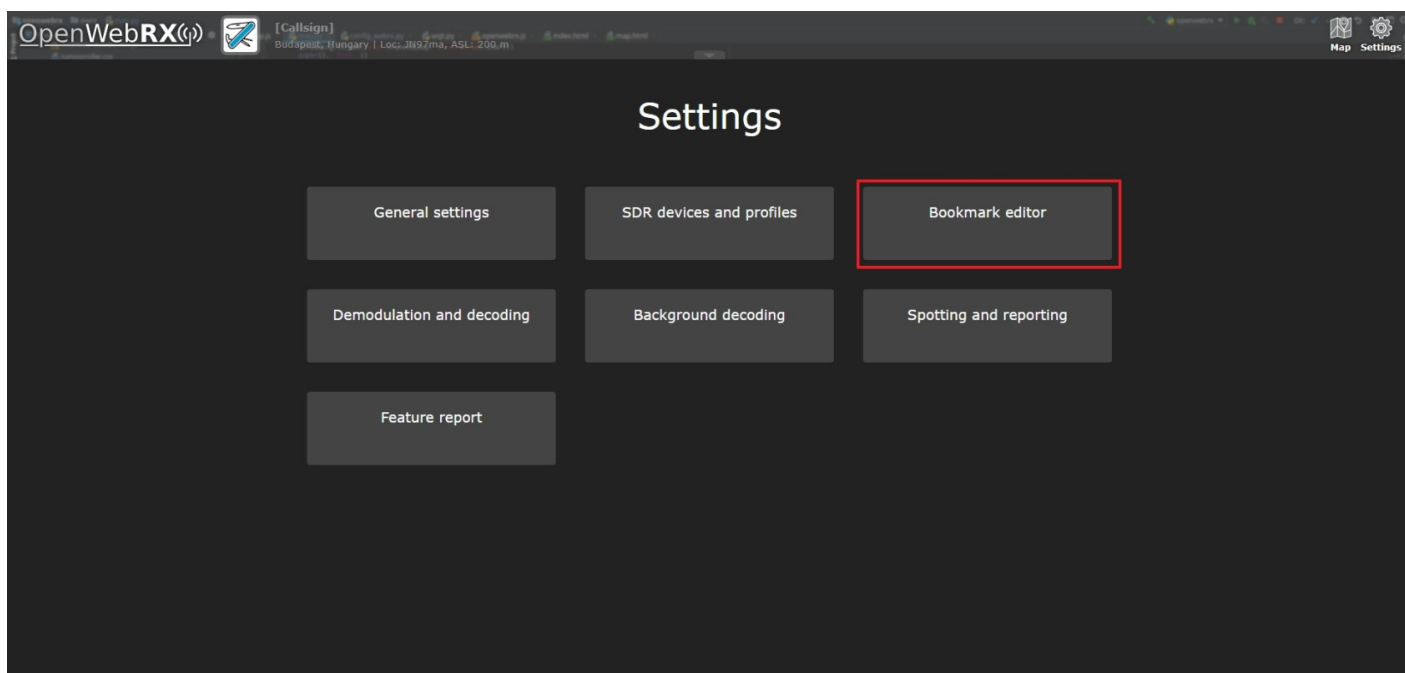 OpenWebRX
[Callsign]
Budapest, Hungary | Loc: JN97ma, ASL: 200 m
Map Settings
Settings
General settings
SDR devices and profiles
Bookmark editor
Demodulation and decoding
Background decoding
Spotting and reporting
Feature report